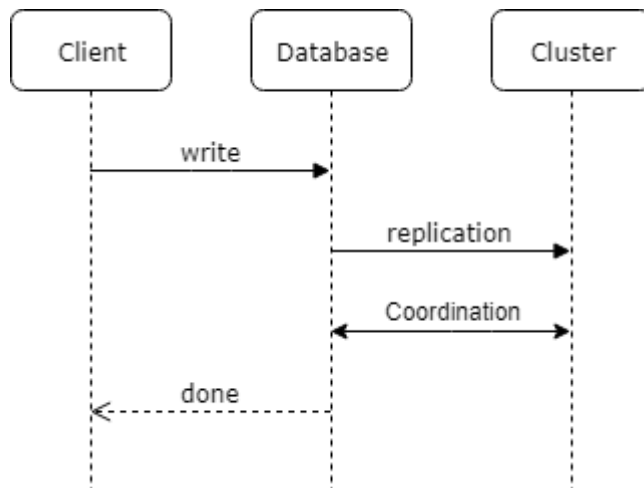 Client
Database
Cluster
write
replication
Coordination
done